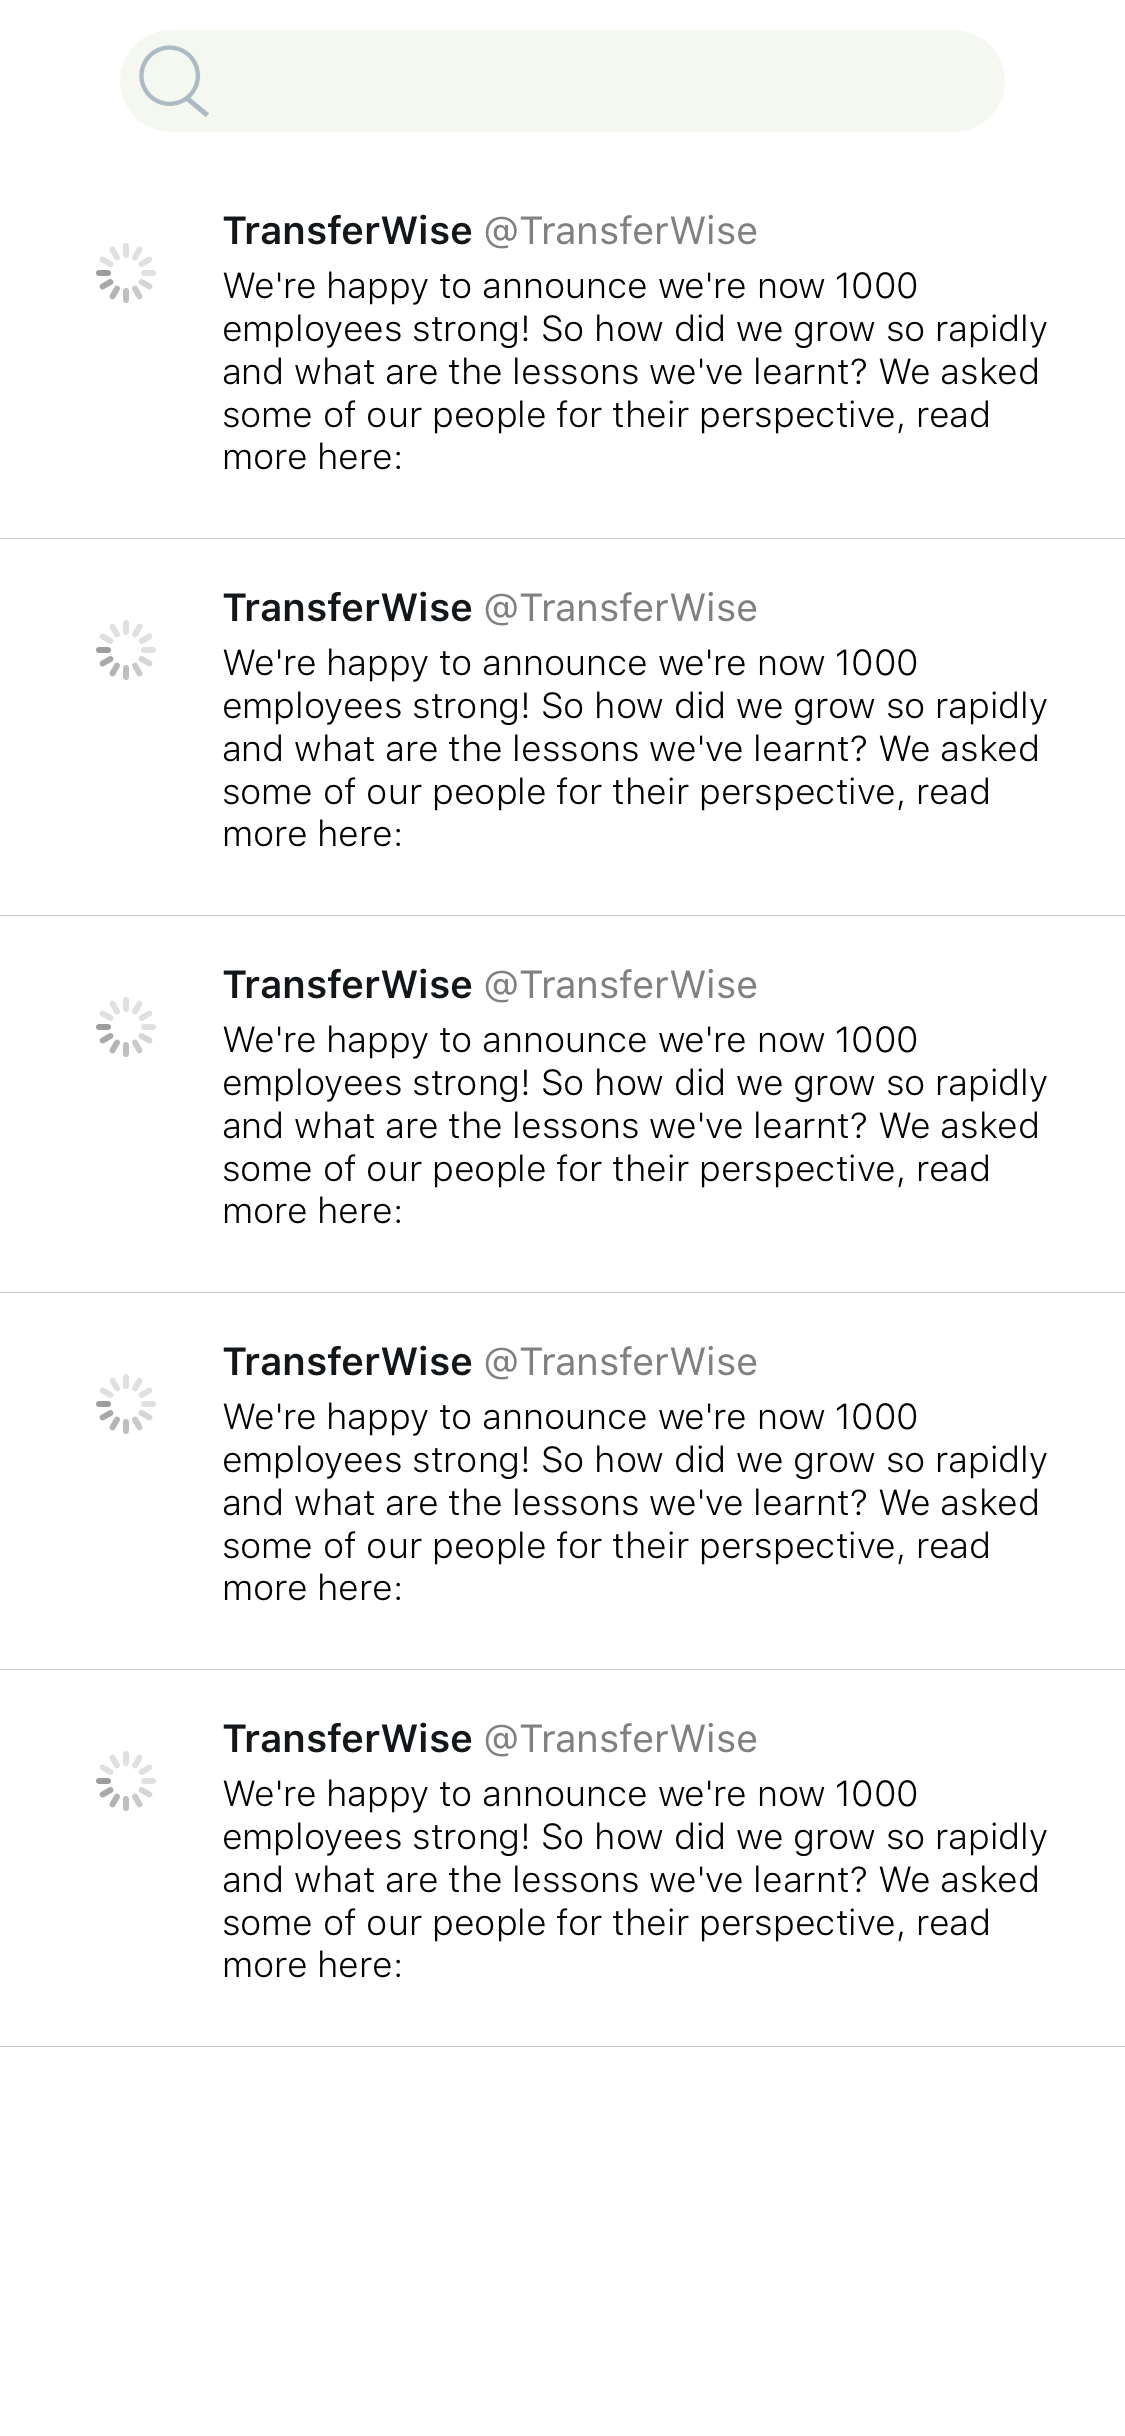 TransferWise @TransferWise
We're happy to announce we're now 1000
employees strong! So how did we grow so rapidly
and what are the lessons we've learnt? We asked
some of our people for their perspective, read
more here:
TransferWise @TransferWise
We're happy to announce we're now 1000
employees strong! So how did we grow so rapidly
and what are the lessons we've learnt? We asked
some of our people for their perspective, read
more here:
TransferWise @TransferWise
We're happy to announce we're now 1000
employees strong! So how did we grow so rapidly
and what are the lessons we've learnt? We asked
some of our people for their perspective, read
more here:
TransferWise @TransferWise
We're happy to announce we're now 1000
employees strong! So how did we grow so rapidly
and what are the lessons we've learnt? We asked
some of our people for their perspective, read
more here:
TransferWise @TransferWise
We're happy to announce we're now 1000
employees strong! So how did we grow so rapidly
and what are the lessons we've learnt? We asked
some of our people for their perspective, read
more here: